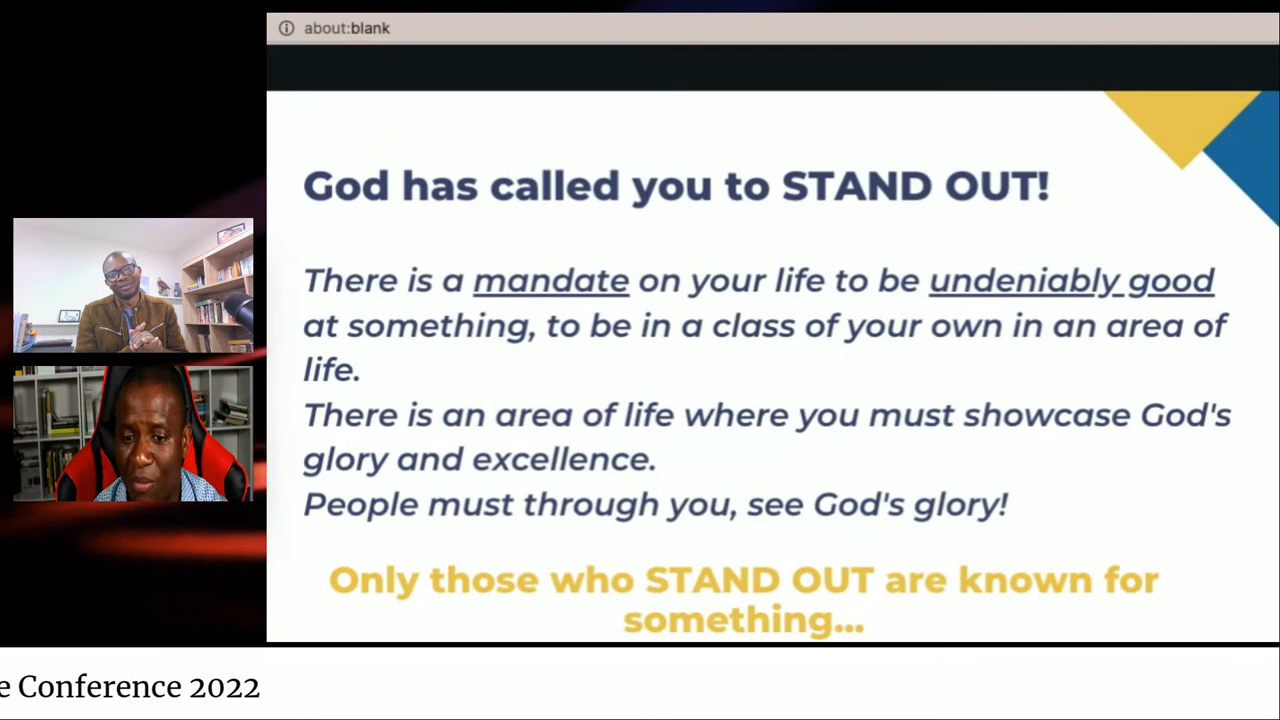 about:blank
God has called you to STAND OUT!
There is a mandate on your life to be undeniably good
at something, to be in a class of your own in an area of
life.
There is an area of life where you must showcase God's
glory and excellence.
People must through you, see God's glory!
Only those who STAND OUT are known for
something...
e Conference 2022